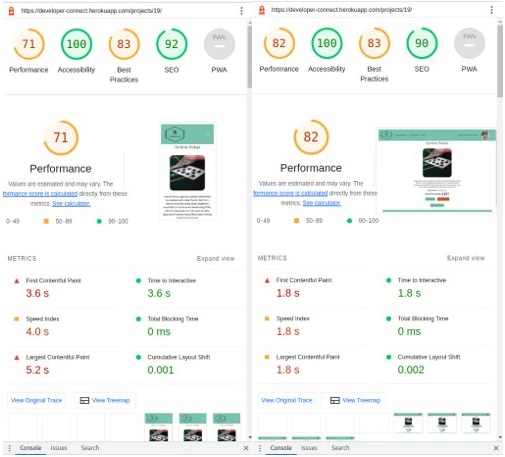 https://developer-connect.herokuapp.com/projects/19/
71
100
83
92
Performance
Accessibility
Best
Practices
SEO
PWA
71
Performance
Values are estimated and may vary. The
formance score is calculated directly from these
metrics. See calculator.
0-49
50-89
90-100
Online Poker
METRICS
Expand view
First Contentful Paint
3.6 s
Time to Interactive
3.6 s
Speed Index
4.0 s
Total Blocking Time
0 ms
Largest Contentful Paint
5.2 s
Cumulative Layout Shift
0.001
View Original Trace
View Treemap
Console
Issues
Search
https://developer-connect.herokuapp.com/projects/19/
82
100
83
90
Performance
Accessibility
Best
Practices
SEO
PWA
82
Performance
Values are estimated and may vary. The
formance score is calculated directly from these
metrics. See calculator.
0-49
50-89
90-100
Online Poker
METRICS
Expand view
First Contentful Paint
1.8 s
Time to Interactive
1.8 s
Speed Index
1.8 s
Total Blocking Time
0 ms
Largest Contentful Paint
1.8 s
Cumulative Layout Shift
0.002
View Original Trace
View Treemap
Console
Issues
Search